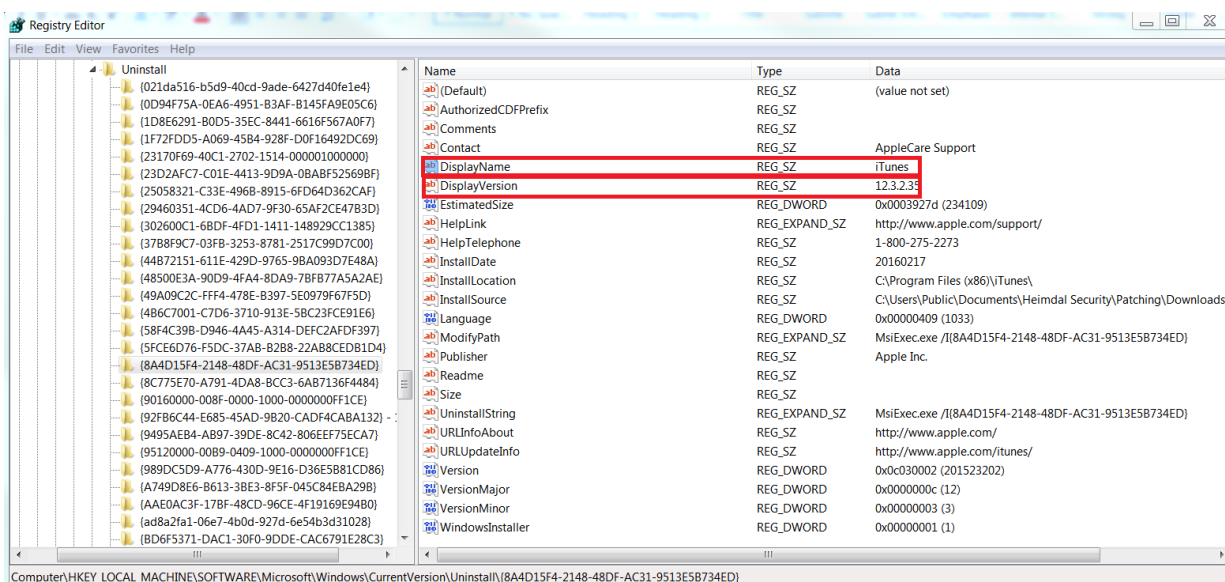 Registry Editor
File Edit View Favorites Help
Uninstall
{021da516-b5d9-40cd-9ade-6427d40fe1e4}
{0D94F75A-0EA6-4951-B3AF-B145FA9E05C6}
{1D8E6291-B0D5-35EC-8441-6616F567A0F7}
{1F72FDD5-A069-45B4-928F-D0F16492DC69}
{23170F69-40C1-2702-1514-000001000000}
{23D2AFC7-C01E-4413-9D9A-0BABF52569BF}
{25058321-C33E-496B-8915-6FD64D362CAF}
{29460351-4CD6-4AD7-9F30-65AF2CE47B3D}
{302600C1-6BDF-4FD1-1411-148929CC1385}
{37B8F9C7-03FB-3253-8781-2517C99D7C00}
{44B72151-611E-429D-9765-9BA093D7E48A}
{48500E3A-90D9-4FA4-8DA9-7BFB77A5A2AE}
{49A09C2C-FFF4-478E-B397-5E0979F67F5D}
{4B6C7001-C7D6-3710-913E-5BC23FCE91E6}
{58F4C39B-D946-4A45-A314-DEFC2AFDF397}
{5FCE6D76-F5DC-37AB-B2B8-22AB8CEDB1D4}
{8A4D15F4-2148-48DF-AC31-9513E5B734ED}
{8C775E70-A791-4DA8-BCC3-6AB7136F4484}
{90160000-008F-0000-1000-0000000FF1CE}
{92FB6C44-E685-45AD-9B20-CADF4CABA132} -
{9495AEB4-AB97-39DE-8C42-806EEF75ECA7}
{95120000-00B9-0409-1000-0000000FF1CE}
{989DC5D9-A776-430D-9E16-D36E5B81CD86}
{A749D8E6-B613-3BE3-8F5F-045C84EBA29B}
{AAE0AC3F-17BF-48CD-96CE-4F19169E94B0}
{ad8a2fa1-06e7-4b0d-927d-6e54b3d31028}
{BD6F5371-DAC1-30F0-9DDE-CAC6791E28C3}
Name Type Data
(Default) REG_SZ (value not set)
AuthorizedCDFPrefix REG_SZ
Comments REG_SZ
Contact REG_SZ AppleCare Support
DisplayName REG_SZ iTunes
DisplayVersion REG_SZ 12.3.2.35
EstimatedSize REG_DWORD 0x0003927d (234109)
HelpLink REG_EXPAND_SZ http://www.apple.com/support/
HelpTelephone REG_SZ 1-800-275-2273
InstallDate REG_SZ 20160217
InstallLocation REG_SZ C:\Program Files (x86)\iTunes\
InstallSource REG_SZ C:\Users\Public\Documents\Heimdal Security\Patching\Downloads
Language REG_DWORD 0x00000409 (1033)
ModifyPath REG_EXPAND_SZ MsiExec.exe /I{8A4D15F4-2148-48DF-AC31-9513E5B734ED}
Publisher REG_SZ Apple Inc.
Readme REG_SZ
Size REG_SZ
UninstallString REG_EXPAND_SZ MsiExec.exe /I{8A4D15F4-2148-48DF-AC31-9513E5B734ED}
URLInfoAbout REG_SZ http://www.apple.com/
URLUpdateInfo REG_SZ http://www.apple.com/itunes/
Version REG_DWORD 0x0c030002 (201523202)
VersionMajor REG_DWORD 0x0000000c (12)
VersionMinor REG_DWORD 0x00000003 (3)
WindowsInstaller REG_DWORD 0x00000001 (1)
Computer\HKEY_LOCAL_MACHINE\SOFTWARE\Microsoft\Windows\CurrentVersion\Uninstall\{8A4D15F4-2148-48DF-AC31-9513E5B734ED}